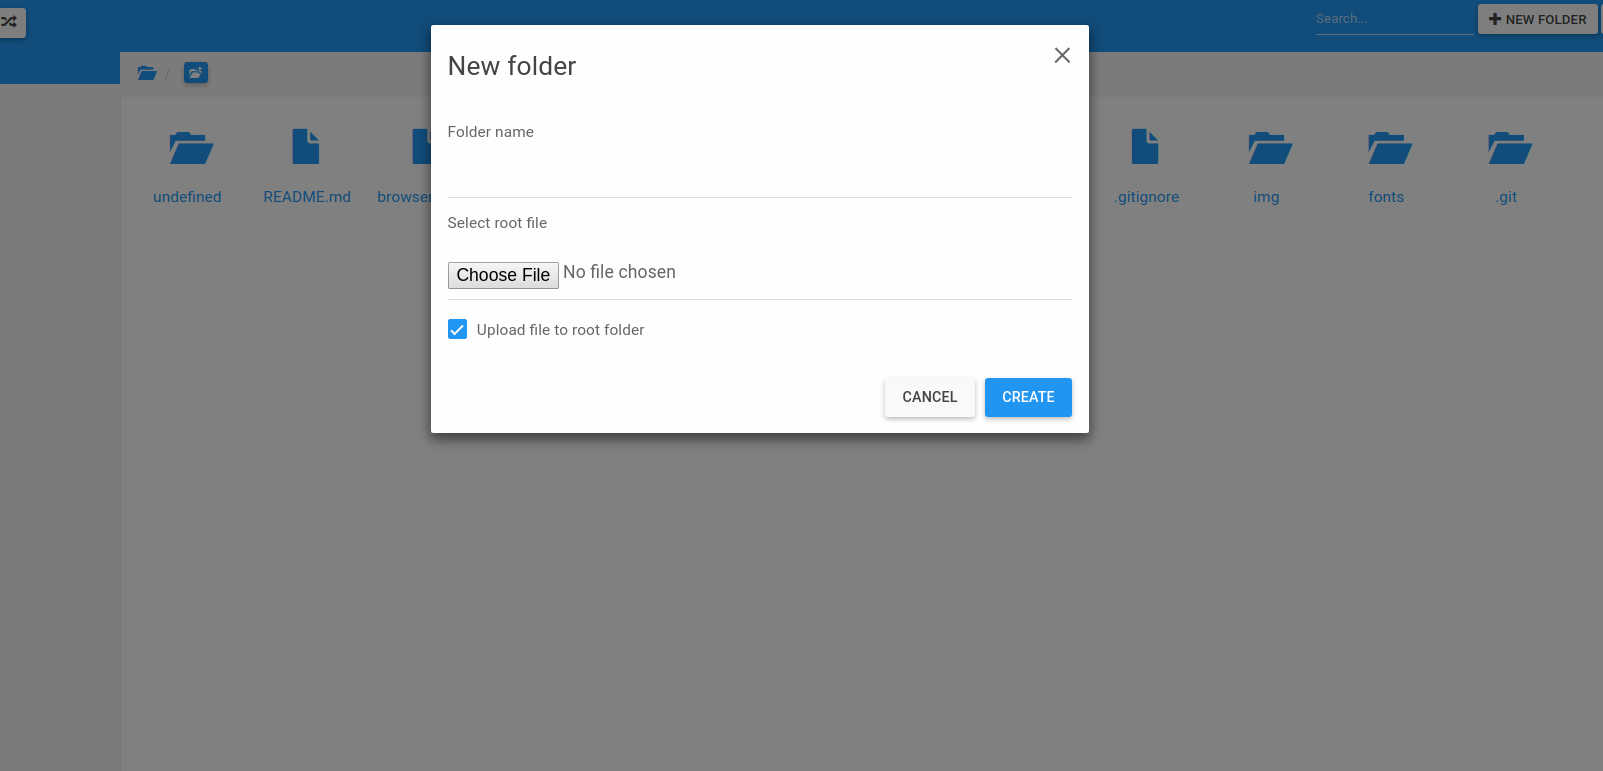 Search...
NEW FOLDER
New folder
Folder name
undefined
README.md
browser
.gitignore
img
fonts
.git
Select root file
Choose File No file chosen
Upload file to root folder
CANCEL
CREATE